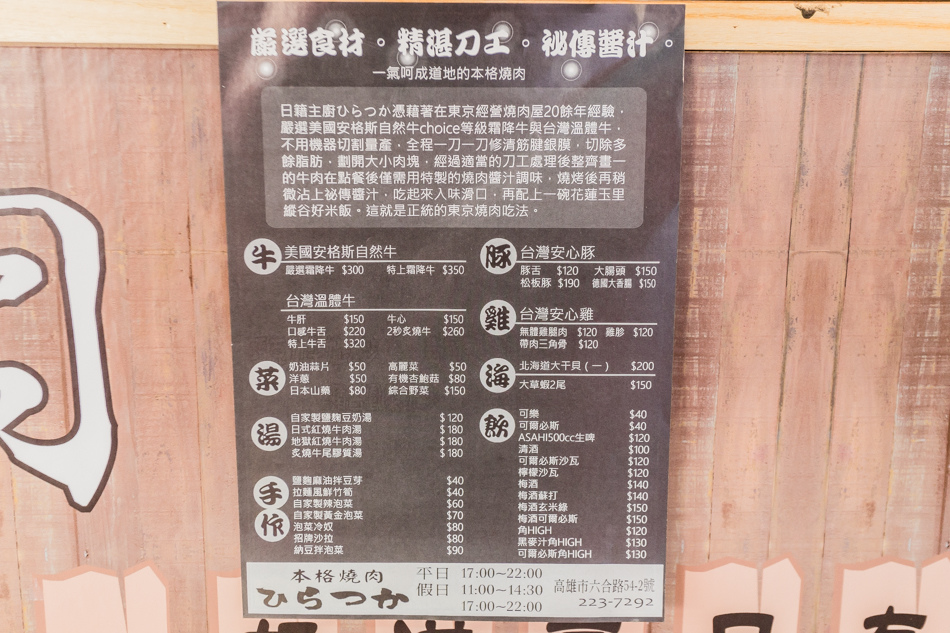 嚴選食材。精湛刀工。祕傳醬汁。
一氣呵成道地的本格燒肉
日籍主廚ひらつか憑藉著在東京經營燒肉屋20餘年經驗，
嚴選美國安格斯自然牛choice等級霜降牛與台灣溫體牛，
不用機器切割量產，全程一刀一刀修清筋腱銀膜，切除多
餘脂肪，劃開大小肉塊，經過適當的刀工處理後整齊畫一
的牛肉在點餐後僅需用特製的燒肉醬汁調味，燒烤後再稍
微沾上祕傳醬汁，吃起來入味滑口，再配上一碗花蓮玉里
縱谷好米飯。這就是正統的東京燒肉吃法。
牛 美國安格斯自然牛
嚴選霜降牛 $300 特上霜降牛 $350
台灣溫體牛
牛肝 $150 牛心 $150
口感牛舌 $220 2秒炙燒牛 $260
特上牛舌 $320
菜 奶油蒜片 $50 高麗菜 $50
洋蔥 $50 有機杏鮑菇 $80
日本山藥 $80 綜合野菜 $150
湯 自家製鹽麴豆奶湯 $120
日式紅燒牛肉湯 $180
地獄紅燒牛肉湯 $180
炙燒牛尾膠質湯 $180
手作 鹽麴麻油拌豆芽 $40
拉麵風鮮竹筍 $40
自家製辣泡菜 $60
自家製黃金泡菜 $70
泡菜冷奴 $80
招牌沙拉 $80
納豆拌泡菜 $90
豚 台灣安心豚
豚舌 $120 大腸頭 $150
松板豚 $190 德國大香腸 $150
雞 台灣安心雞
無體雞腿肉 $120 雞胗 $120
帶肉三角骨 $120
海 北海道大干貝(一) $200
大草蝦2尾 $150
飲 可樂 $40
可爾必斯 $40
ASAHI500cc生啤 $120
清酒 $100
可爾必斯沙瓦 $120
檸檬沙瓦 $120
梅酒 $140
梅酒蘇打 $140
梅酒玄米綠 $150
梅酒可爾必斯 $150
角HIGH $120
黑麥汁角HIGH $130
可爾必斯角HIGH $130
本格燒肉
ひらつか
平日 17:00~22:00
假日 11:00~14:30
17:00~22:00
高雄市六合路54-2號
223-7292